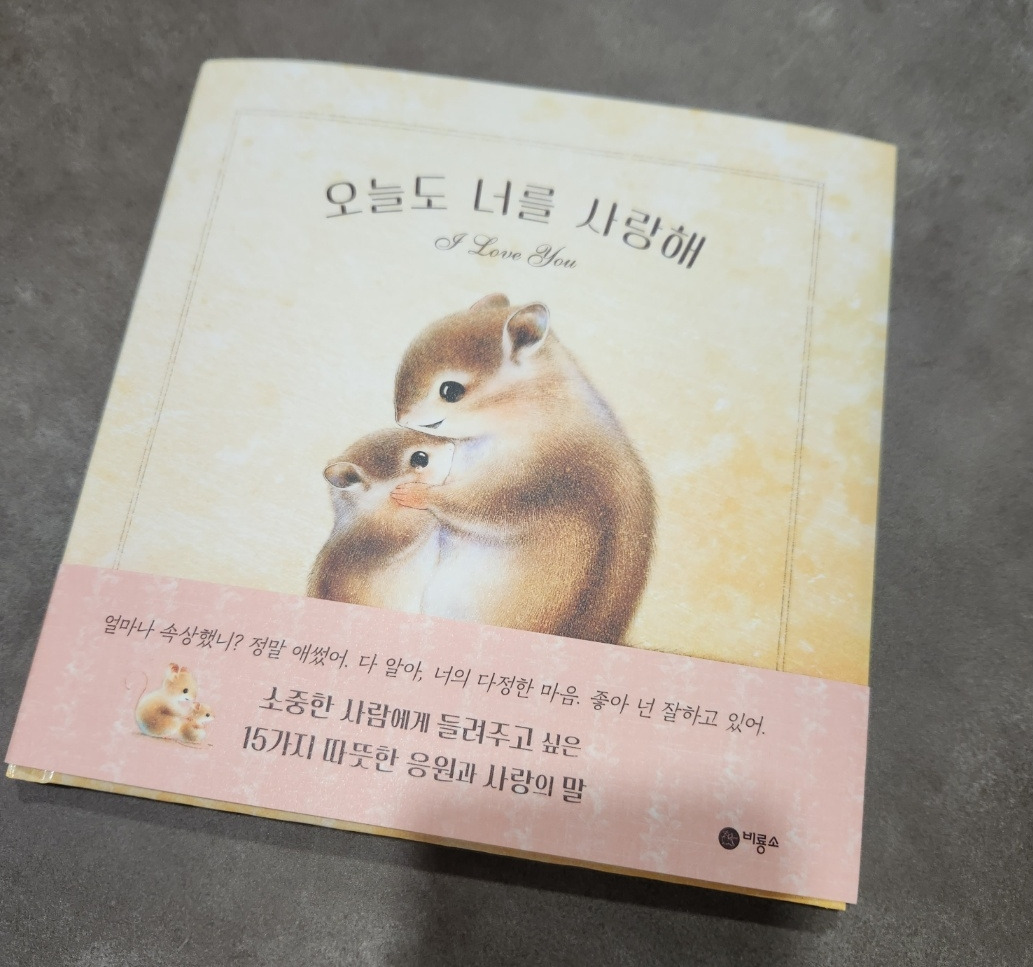 오늘도 너를 사랑해
I Love You
얼마나 속상했니? 정말 애썼어. 다 알아, 너의 다정한 마음. 좋아 넌 잘하고 있어.
소중한 사람에게 들려주고 싶은
15가지 따뜻한 응원과 사랑의 말
비룡소